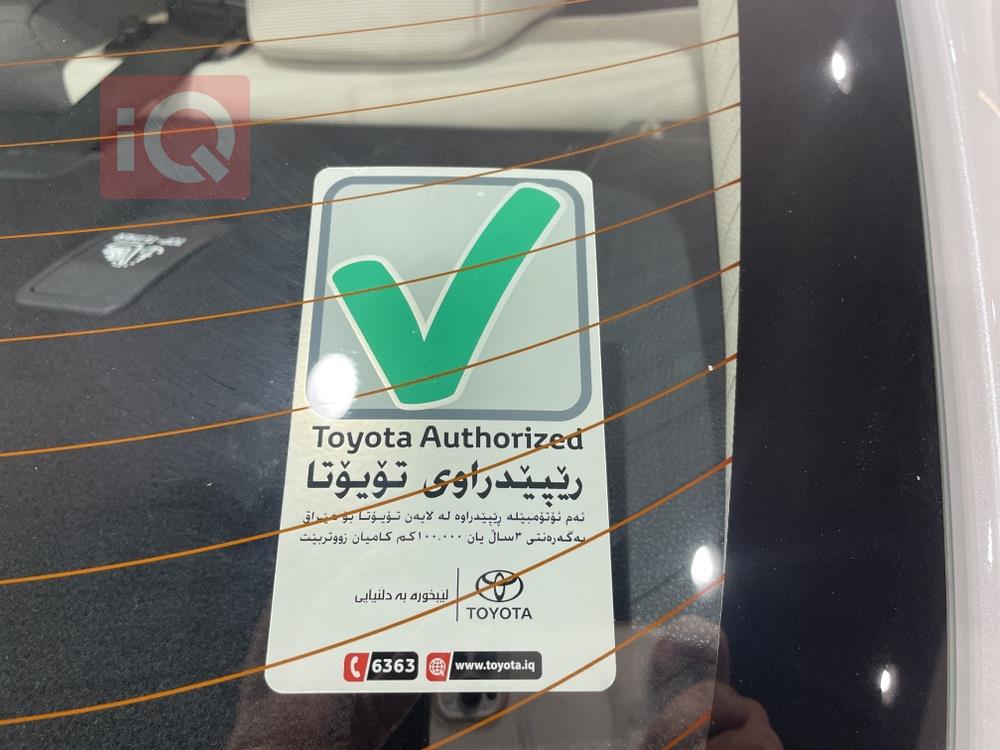 iQ
Toyota Authorized
ڕێپێدراوی تۆیۆتا
ئەم ئۆتۆمبێلە ڕێپێدراوە لە لایەن تۆیۆتا بۆ عێراق
بەگەرەنتی ٣ساڵ یان ١٠٠.٠٠٠کم کامیان زووتربێت
لێیخوڕە بە دڵنیایی
TOYOTA
6363
www.toyota.iq